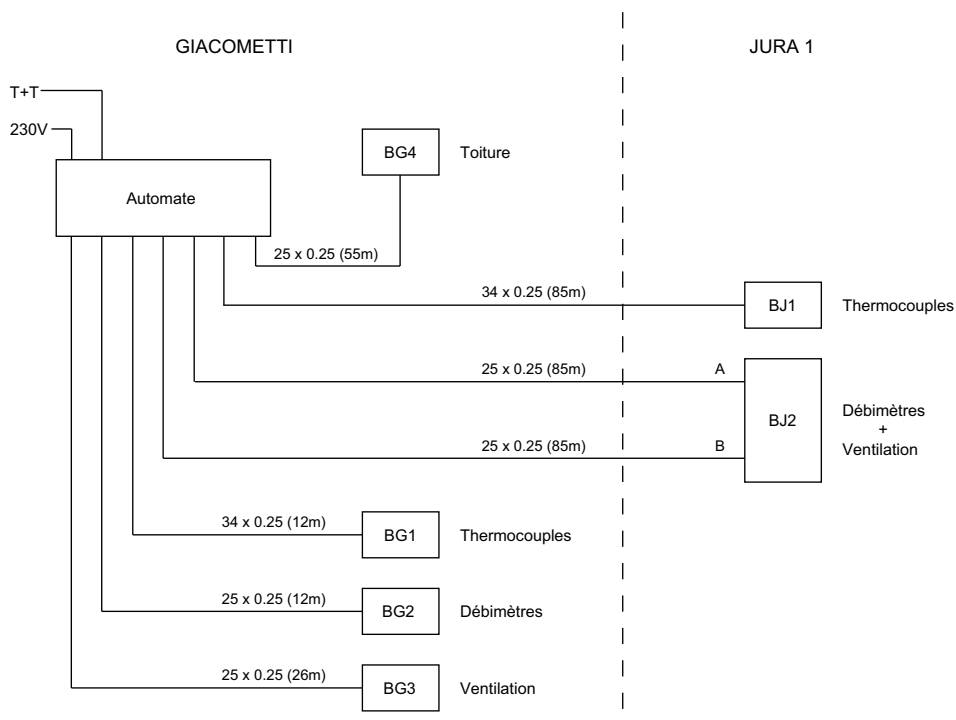 GIACOMETTI
JURA 1
T+T
230V
Automate
BG4
Toiture
25 x 0.25 (55m)
34 x 0.25 (85m)
BJ1
Thermocouples
25 x 0.25 (85m)
A
BJ2
Débimètres
+
Ventilation
25 x 0.25 (85m)
B
34 x 0.25 (12m)
BG1
Thermocouples
25 x 0.25 (12m)
BG2
Débimètres
25 x 0.25 (26m)
BG3
Ventilation